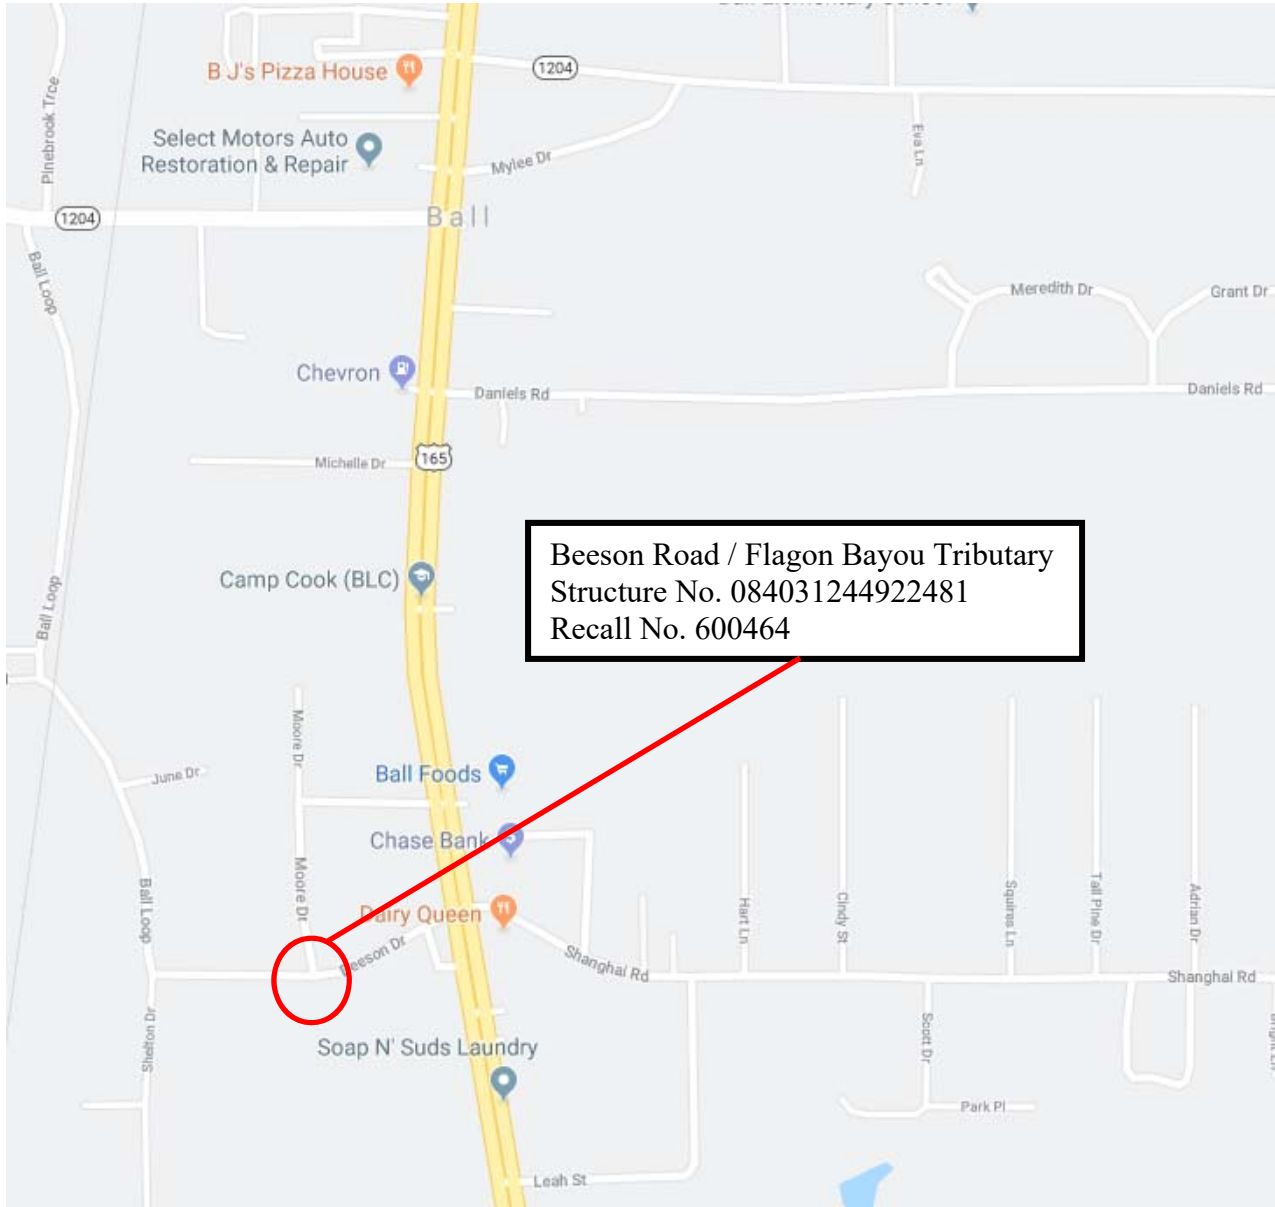 B J's Pizza House
1204
Pinebrook Trce
Select Motors Auto
Restoration & Repair
Mylee Dr
Eva Ln
1204
Ball
Ball Loop
Meredith Dr
Grant Dr
Chevron
Daniels Rd
Daniels Rd
Michelle Dr
165
Beeson Road / Flagon Bayou Tributary
Structure No. 084031244922481
Recall No. 600464
Camp Cook (BLC)
Ball Loop
Moore Dr
June Dr
Ball Foods
Chase Bank
Moore Dr
Ball Loop
Dairy Queen
Hart Ln
Cindy St
Squires Ln
Tall Pine Dr
Adrian Dr
Beeson Dr
Shanghai Rd
Shanghai Rd
Shelton Dr
Scott Dr
Soap N' Suds Laundry
Park Pl
Leah St